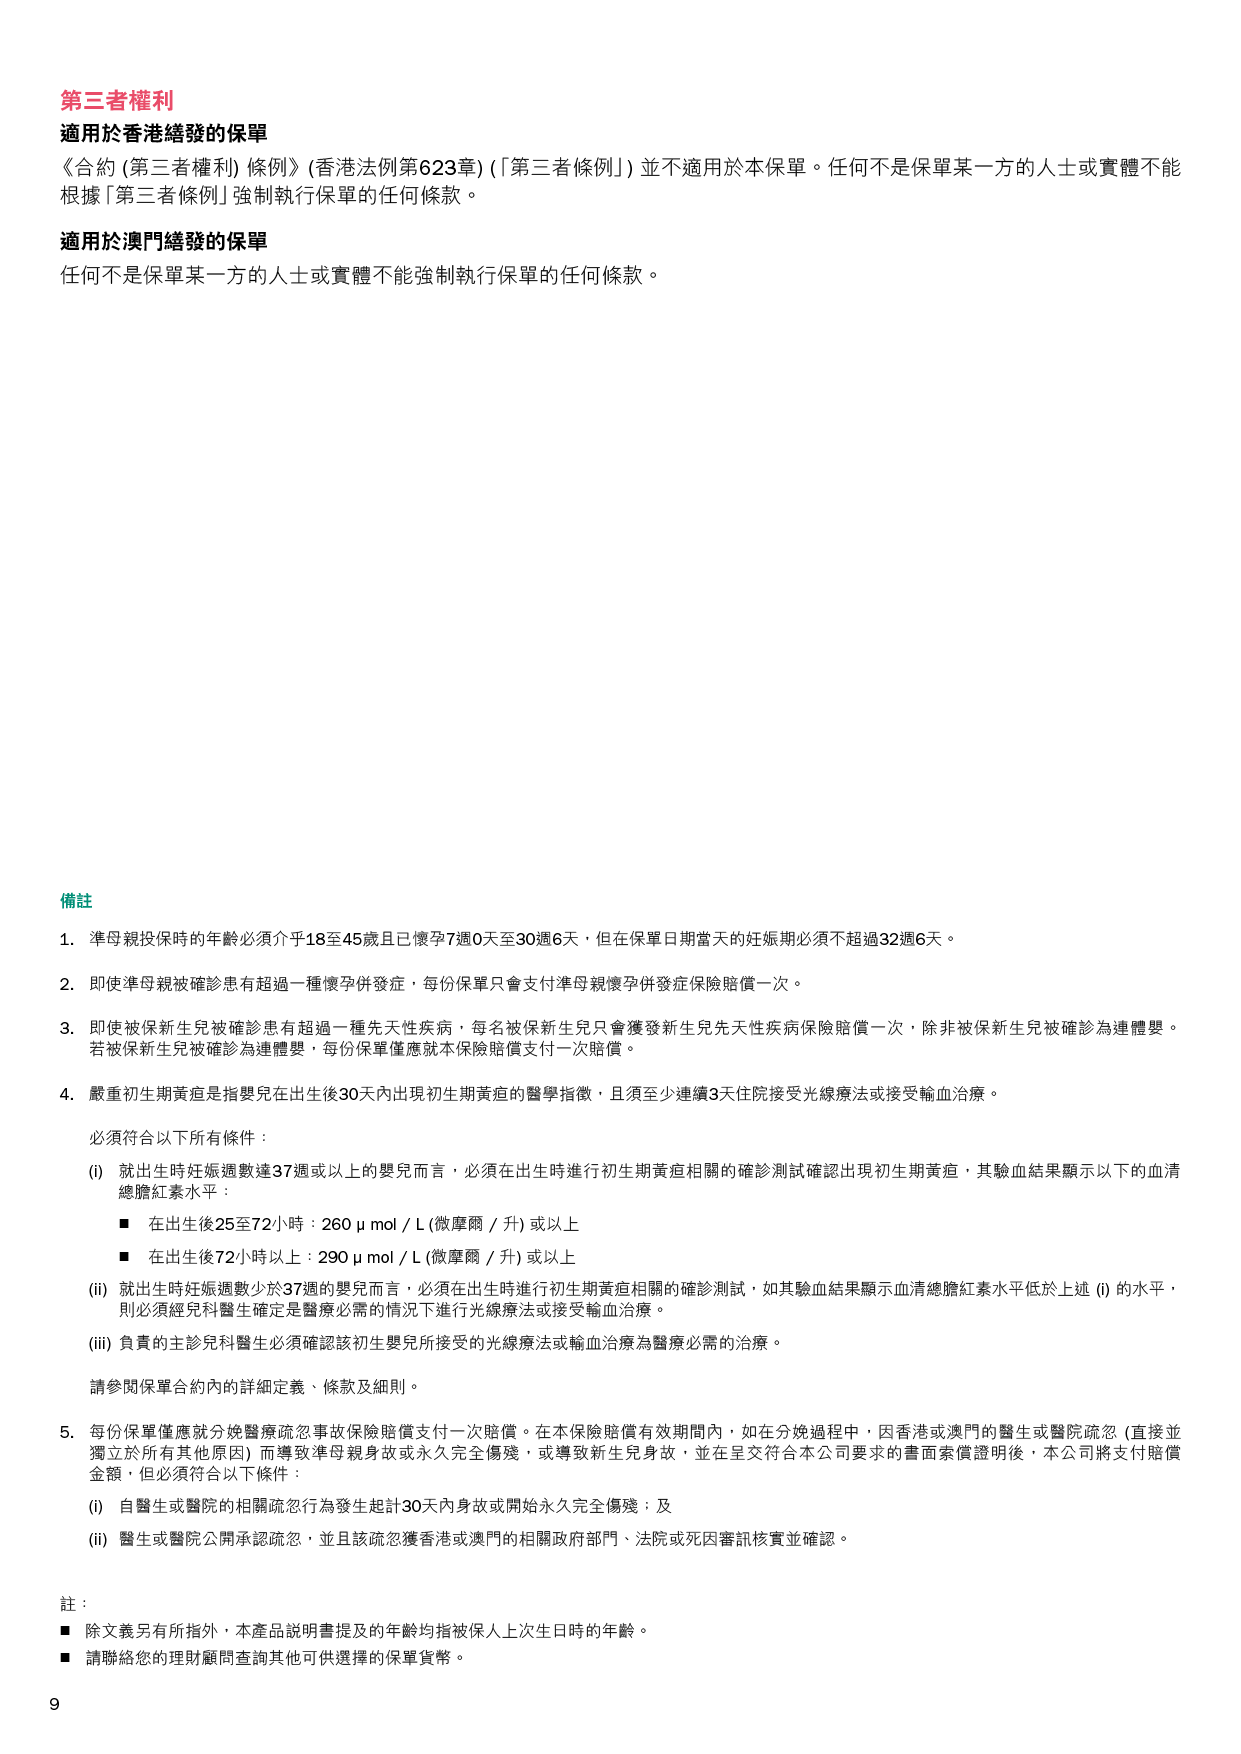 第三者權利
適用於香港繕發的保單
《合約 (第三者權利) 條例》(香港法例第623章) (「第三者條例」) 並不適用於本保單。任何不是保單某一方的人士或實體不能
根據「第三者條例」強制執行保單的任何條款。
適用於澳門繕發的保單
任何不是保單某一方的人士或實體不能強制執行保單的任何條款。
備註
1. 準母親投保時的年齡必須介乎18至45歲且已懷孕7週0天至30週6天，但在保單日期當天的妊娠期必須不超過32週6天。
2. 即使準母親被確診患有超過一種懷孕併發症，每份保單只會支付準母親懷孕併發症保險賠償一次。
3. 即使被保新生兒被確診患有超過一種先天性疾病，每名被保新生兒只會獲發新生兒先天性疾病保險賠償一次，除非被保新生兒被確診為連體嬰。
若被保新生兒被確診為連體嬰，每份保單僅應就本保險賠償支付一次賠償。
4. 嚴重初生期黃疸是指嬰兒在出生後30天內出現初生期黃疸的醫學指徵，且須至少連續3天住院接受光線療法或接受輸血治療。
必須符合以下所有條件：
(i) 就出生時妊娠週數達37週或以上的嬰兒而言，必須在出生時進行初生期黃疸相關的確診測試確認出現初生期黃疸，其驗血結果顯示以下的血清
總膽紅素水平：
■ 在出生後25至72小時：260 μ mol / L (微摩爾 / 升) 或以上
■ 在出生後72小時以上：290 μ mol / L (微摩爾 / 升) 或以上
(ii) 就出生時妊娠週數少於37週的嬰兒而言，必須在出生時進行初生期黃疸相關的確診測試，如其驗血結果顯示血清總膽紅素水平低於上述 (i) 的水平，
則必須經兒科醫生確定是醫療必需的情況下進行光線療法或接受輸血治療。
(iii) 負責的主診兒科醫生必須確認該初生嬰兒所接受的光線療法或輸血治療為醫療必需的治療。
請參閱保單合約內的詳細定義、條款及細則。
5. 每份保單僅應就分娩醫療疏忽事故保險賠償支付一次賠償。在本保險賠償有效期間內，如在分娩過程中，因香港或澳門的醫生或醫院疏忽 (直接並
獨立於所有其他原因) 而導致準母親身故或永久完全傷殘，或導致新生兒身故，並在呈交符合本公司要求的書面索償證明後，本公司將支付賠償
金額，但必須符合以下條件：
(i) 自醫生或醫院的相關疏忽行為發生起計30天內身故或開始永久完全傷殘；及
(ii) 醫生或醫院公開承認疏忽，並且該疏忽獲香港或澳門的相關政府部門、法院或死因審訊核實並確認。
註：
■ 除文義另有所指外，本產品說明書提及的年齡均指被保人上次生日時的年齡。
■ 請聯絡您的理財顧問查詢其他可供選擇的保單貨幣。
9